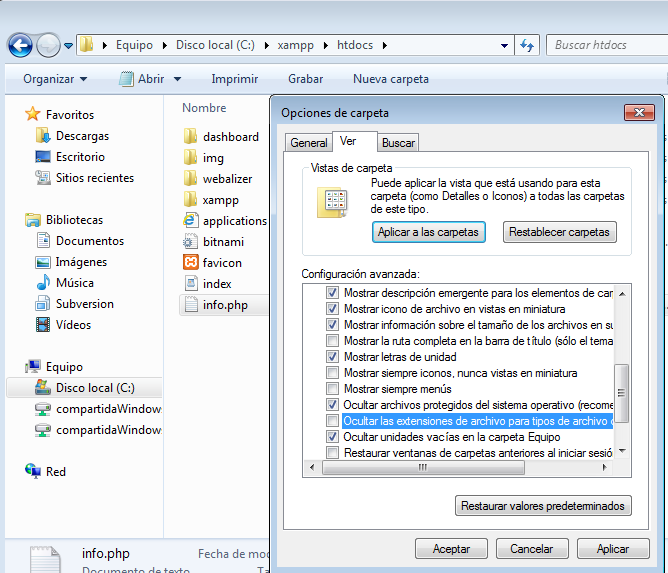 Equipo Disco local (C:) xampp htdocs
Buscar htdocs
Organizar Abrir Imprimir Grabar Nueva carpeta
Favoritos
Descargas
Escritorio
Sitios recientes
Bibliotecas
Documentos
Imágenes
Música
Subversion
Vídeos
Equipo
Disco local (C:)
compartidaWindow
compartidaWindow
Red
Nombre
dashboard
img
webalizer
xampp
applications
bitnami
favicon
index
info.php
Opciones de carpeta
General Ver Buscar
Vistas de carpeta
Puede aplicar la vista que está usando para esta
carpeta (como Detalles o Iconos) a todas las carpetas
de este tipo.
Aplicar a las carpetas Restablecer carpetas
Configuración avanzada:
Mostrar descripción emergente para los elementos de car
Mostrar icono de archivo en vistas en miniatura
Mostrar información sobre el tamaño de los archivos en su
Mostrar la ruta completa en la barra de título (sólo el tema
Mostrar letras de unidad
Mostrar siempre iconos, nunca vistas en miniatura
Mostrar siempre menús
Ocultar archivos protegidos del sistema operativo (recome
Ocultar las extensiones de archivo para tipos de archivo c
Ocultar unidades vacías en la carpeta Equipo
Restaurar ventanas de carpetas anteriores al iniciar sesió
Restaurar valores predeterminados
Aceptar Cancelar Aplicar
info.php Fecha de mod
Documento de texto Ta